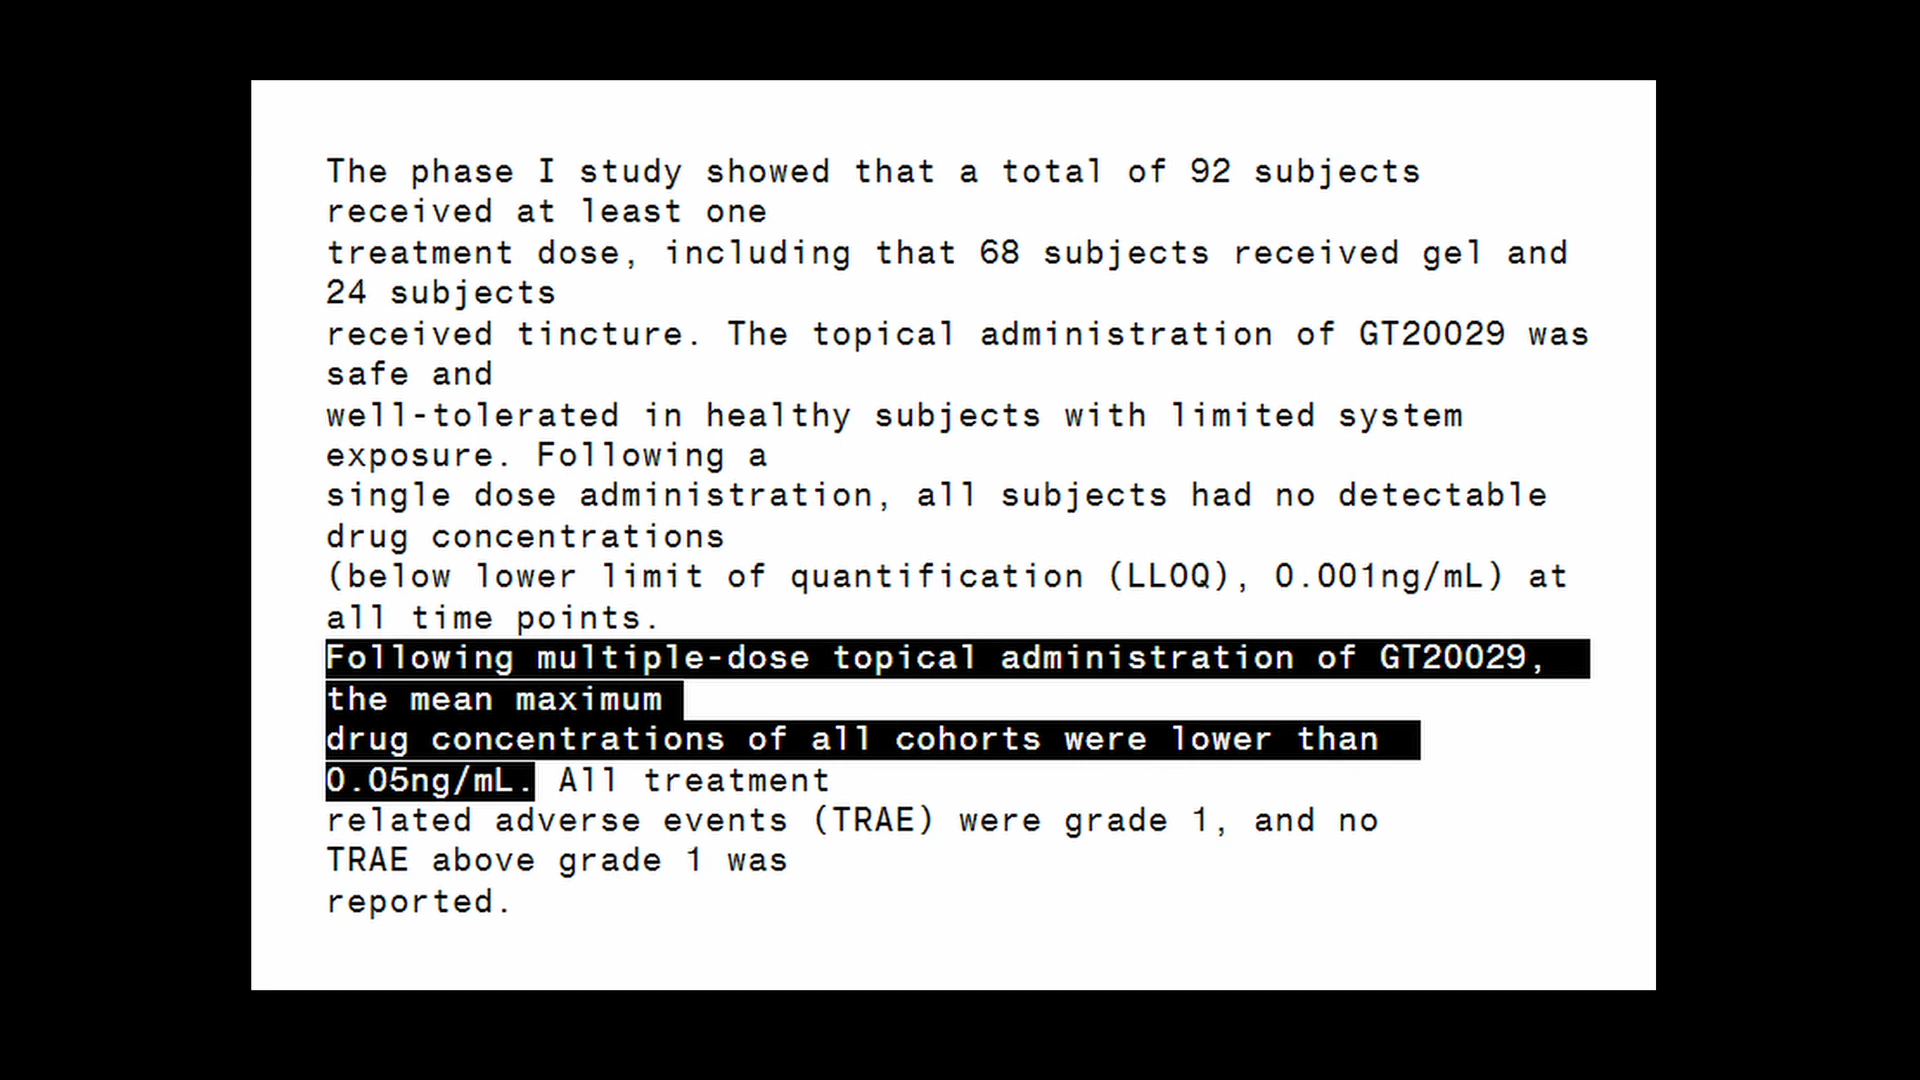 The phase I study showed that a total of 92 subjects
received at least one
treatment dose, including that 68 subjects received gel and
24 subjects
received tincture. The topical administration of GT20029 was
safe and
well-tolerated in healthy subjects with limited system
exposure. Following a
single dose administration, all subjects had no detectable
drug concentrations
(below lower limit of quantification (LLOQ), 0.001ng/mL) at
all time points.
Following multiple-dose topical administration of GT20029,
the mean maximum
drug concentrations of all cohorts were lower than
0.05ng/mL. All treatment
related adverse events (TRAE) were grade 1, and no
TRAE above grade 1 was
reported.